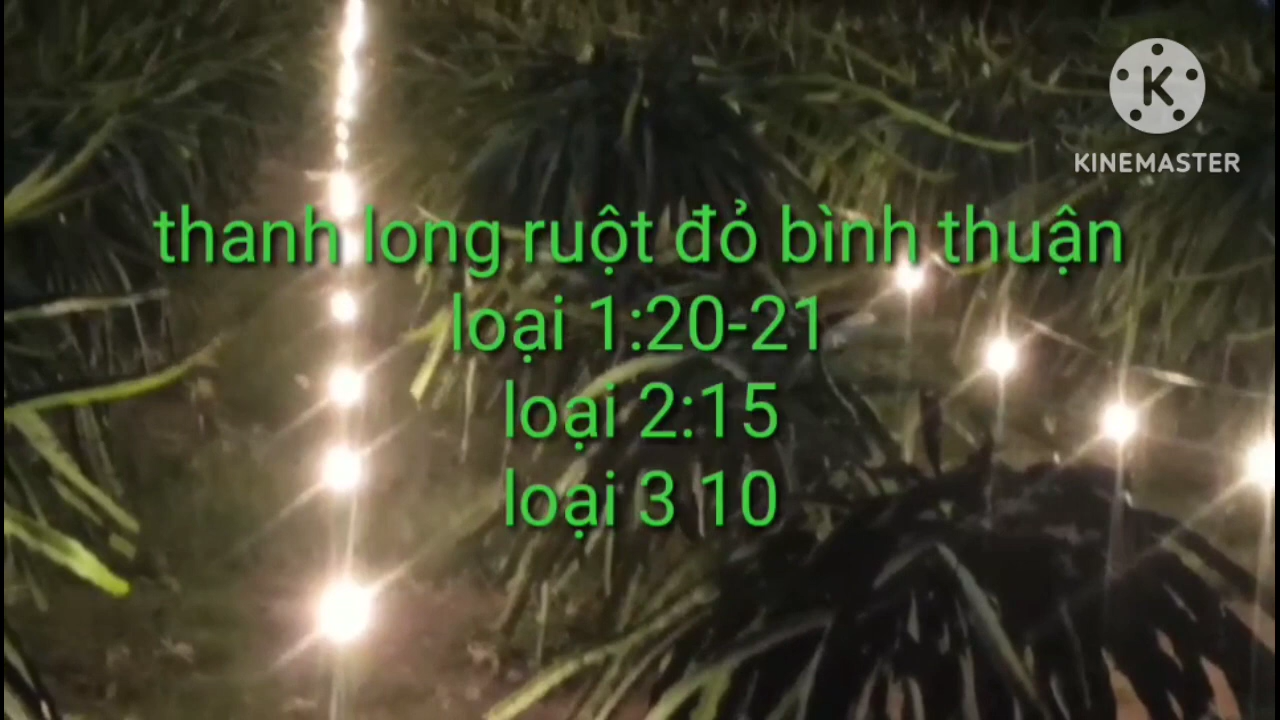 KINEMASTER
thanh long ruột đỏ bình thuận
loại 1:20-21
loại 2:15
loại 3 10